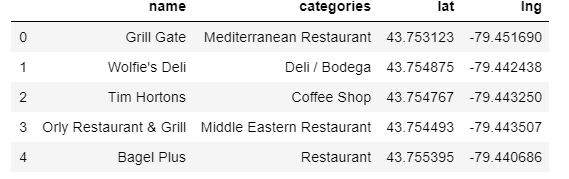 name categories lat lng
0 Grill Gate Mediterranean Restaurant 43.753123 -79.451690
1 Wolfie's Deli Deli / Bodega 43.754875 -79.442438
2 Tim Hortons Coffee Shop 43.754767 -79.443250
3 Orly Restaurant & Grill Middle Eastern Restaurant 43.754493 -79.443507
4 Bagel Plus Restaurant 43.755395 -79.440686